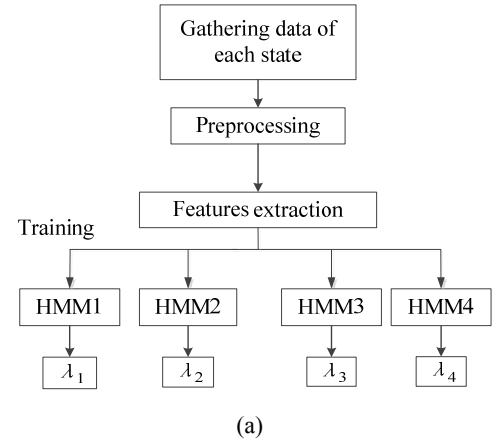 Gathering data of
each state
Preprocessing
Features extraction
Training
HMM1
HMM2
HMM3
HMM4
λ1
λ2
λ3
λ4
(a)